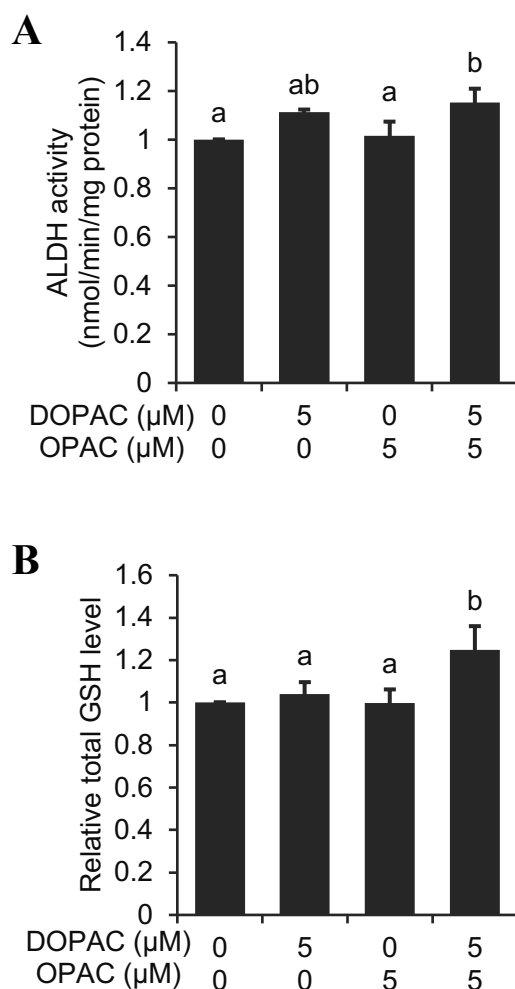 A
ALDH activity
(nmol/min/mg protein)
1.4
1.2
1
0.8
0.6
0.4
0.2
0
a
ab
a
b
DOPAC (μM) 0 5 0 5
OPAC (μM) 0 0 5 5
B
Relative total GSH level
1.6
1.4
1.2
1
0.8
0.6
0.4
0.2
0
a
a
a
b
DOPAC (μM) 0 5 0 5
OPAC (μM) 0 0 5 5